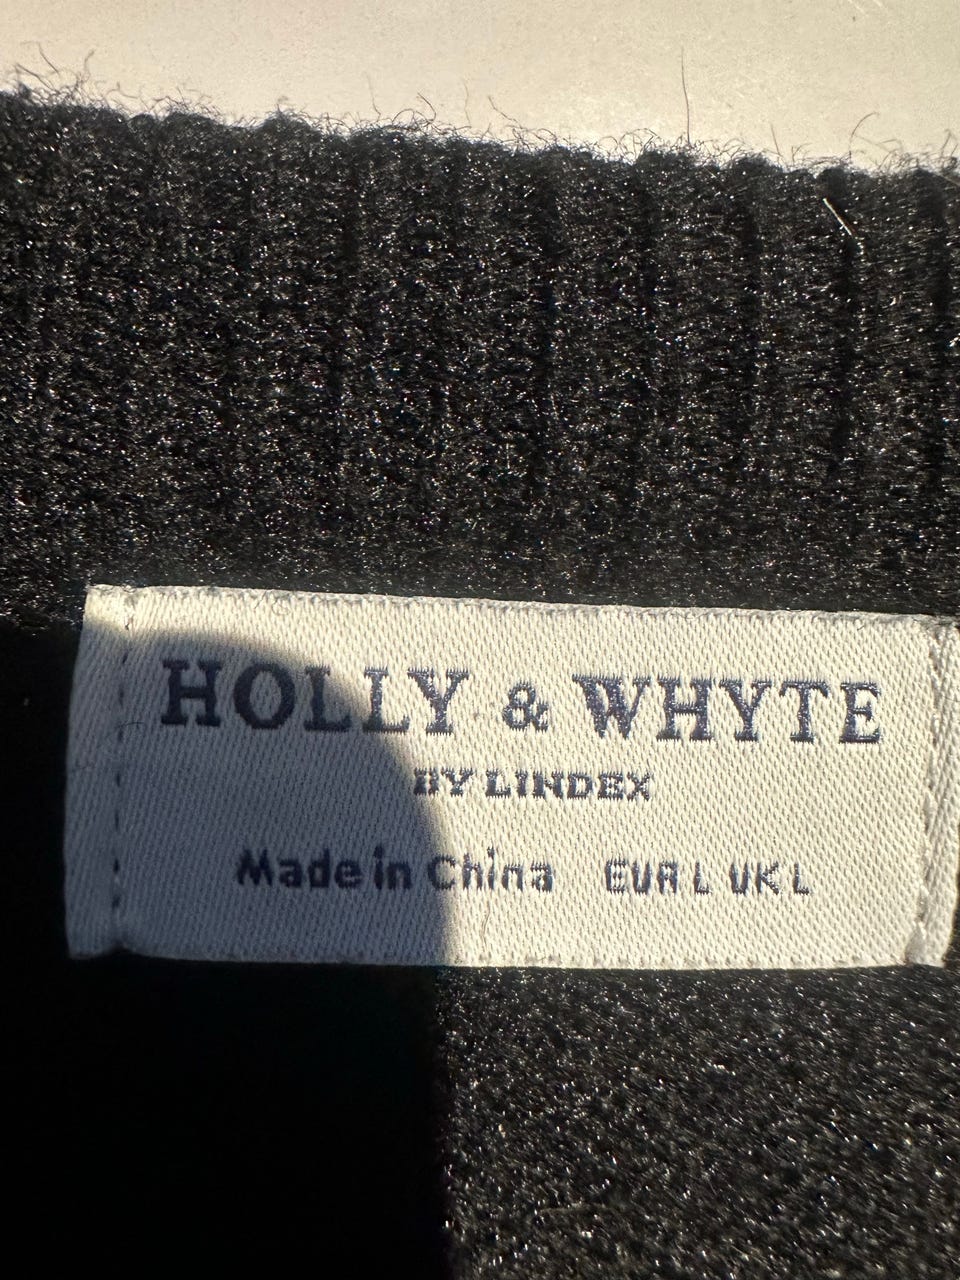 HOLLY & WHYTE
BY LINDEX
Made in China EUR L UK L